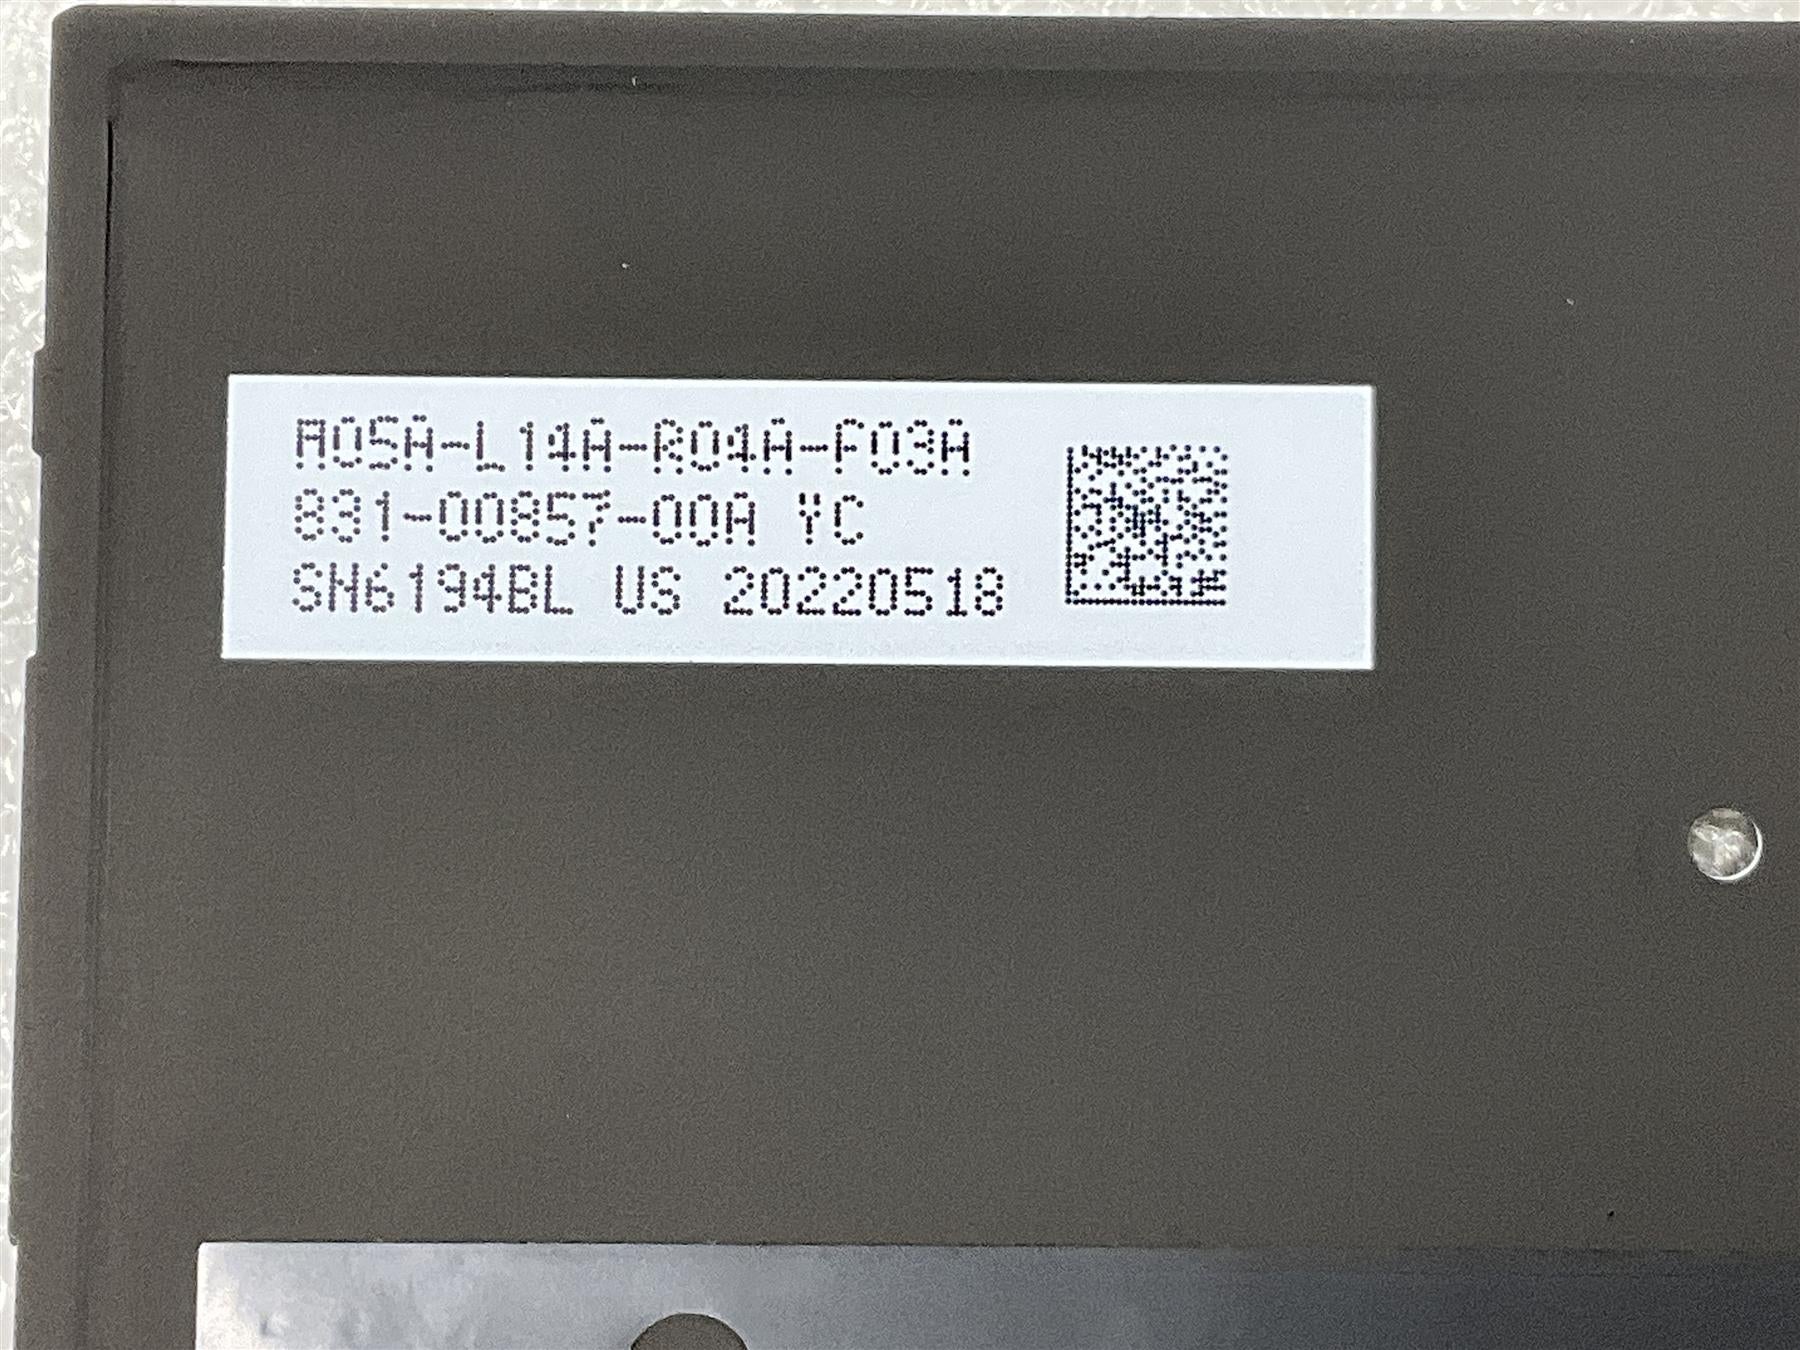 A05A-L14A-R04A-F03A
831-00857-00A YC
SN6194BL US 20220518